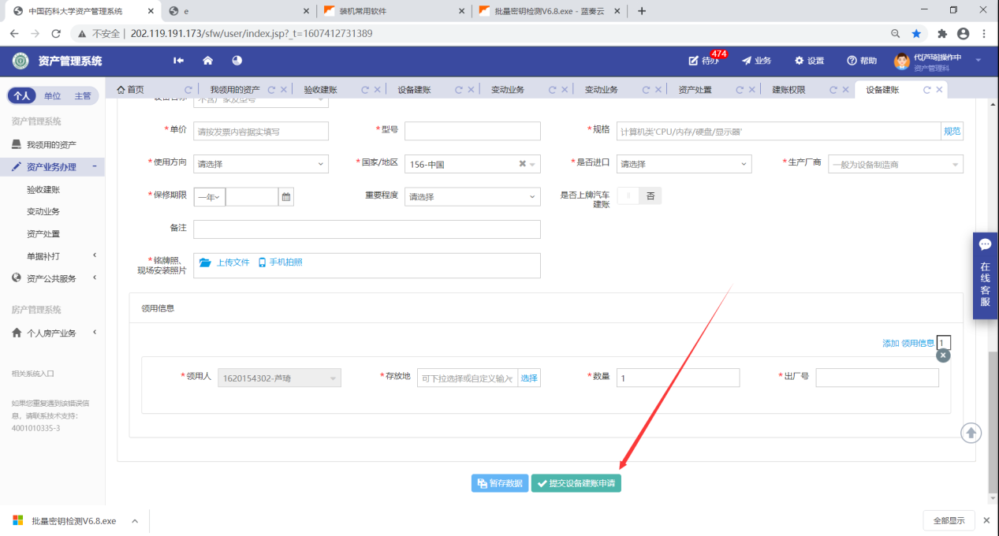 中国药科大学资产管理系统
e
装机常用软件
批量密钥检测V6.8.exe - 蓝奏云
不安全 | 202.119.191.173/sfw/user/index.jsp?_t=1607412731389
资产管理系统
待办 474
业务
设置
帮助
代[芦琦]操作中
资产管理科
个人 单位 主管
首页 我领用的资产 验收建账 设备建账 变动业务 变动业务 资产处置 建账权限 设备建账
资产管理系统
我领用的资产
资产业务办理
验收建账
变动业务
资产处置
单据补打
资产公共服务
房产管理系统
个人房产业务
相关系统入口
如果您重复遇到该错误信
息，请联系技术支持：
4001010335-3
设备名称 不含厂家及型号
*单价 请按发票内容据实填写 *型号 *规格 计算机类'CPU/内存/硬盘/显示器' 规范
*使用方向 请选择 *国家/地区 156-中国 *是否进口 请选择 *生产厂商 一般为设备制造商
*保修期限 一年 重要程度 请选择 是否上牌汽车
建账 否
备注
*铭牌照、
现场安装照片 上传文件 手机拍照
领用信息
添加 领用信息 1
*领用人 1620154302-芦琦 *存放地 可下拉选择或自定义输入 选择 *数量 1 *出厂号
暂存数据 提交设备建账申请
在线客服
批量密钥检测V6.8.exe
全部显示